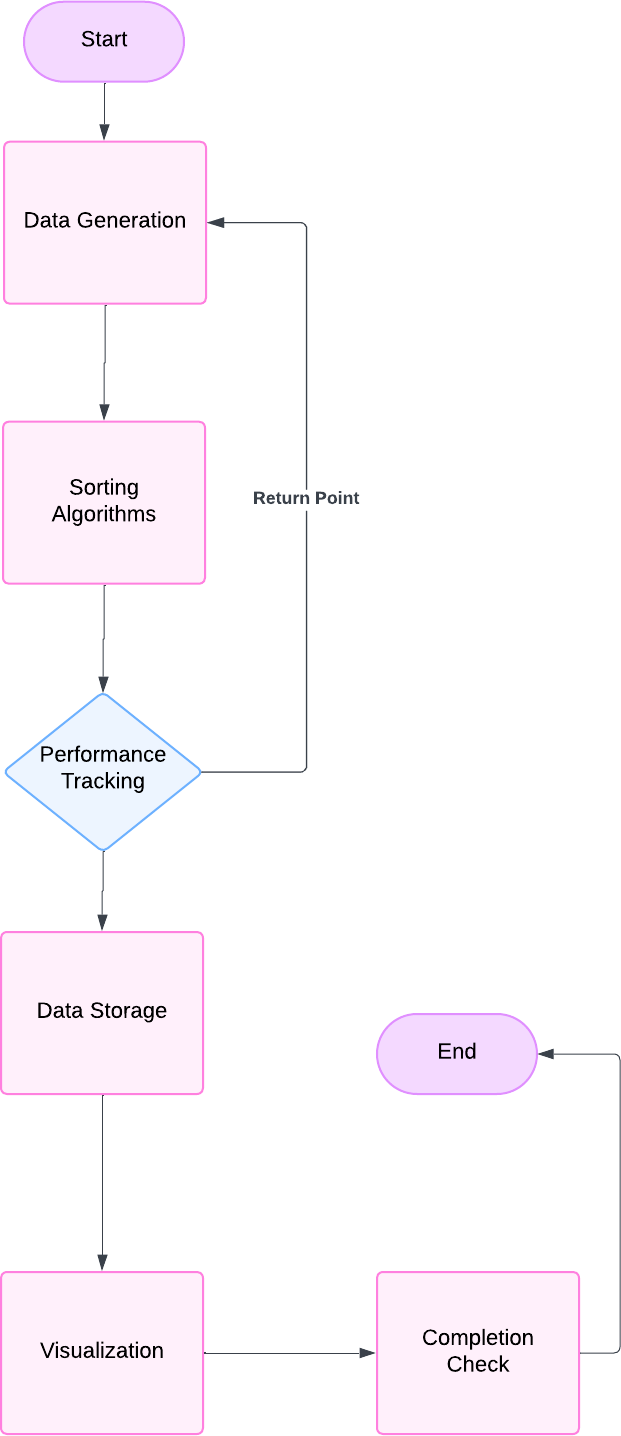 Start
Data Generation
Sorting
Algorithms
Return Point
Performance
Tracking
Data Storage
End
Visualization
Completion
Check